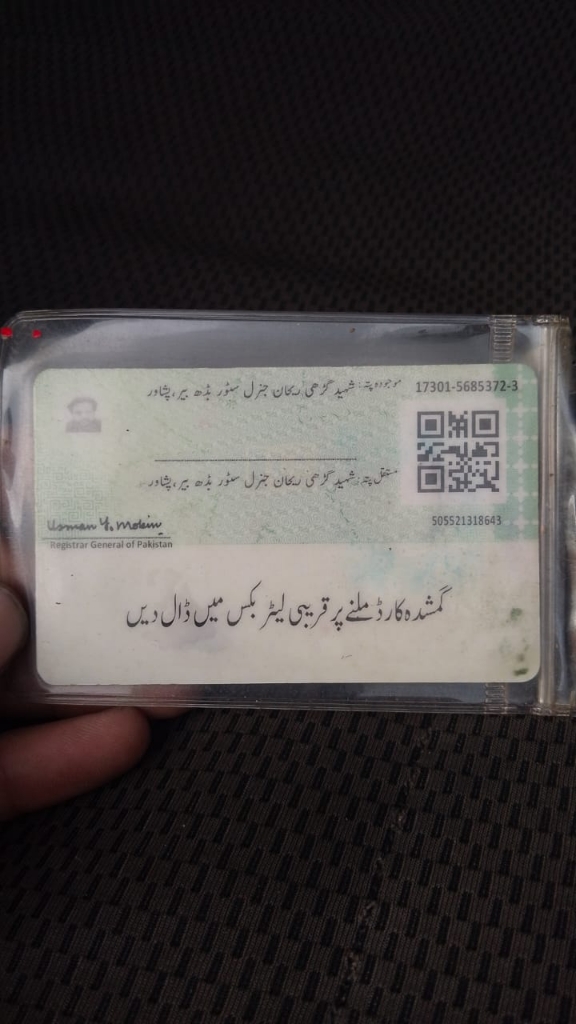 17301-5685372-3
موجودہ پتہ: شہید گڑھی ریحان جنرل سٹور بڈھ بیر، پشاور
مستقل پتہ: شہید گڑھی ریحان جنرل سٹور بڈھ بیر، پشاور
505521318643
Usman Y. Mobin
Registrar General of Pakistan
گمشدہ کارڈ ملنے پر قریبی لیٹر بکس میں ڈال دیں